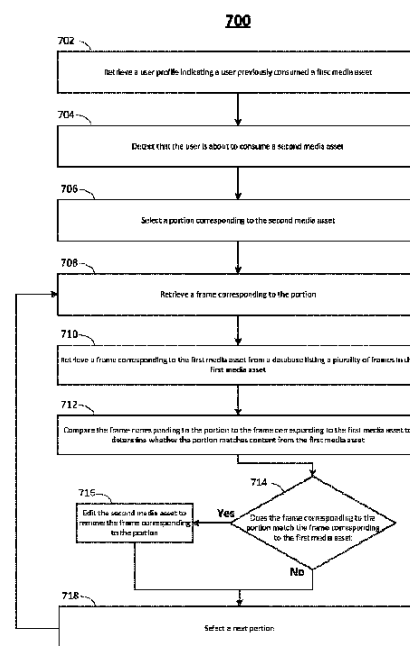 700
702
Retrieve a user profile indicating a user previously consumed a first media asset
704
Detect that the user is about to consume a second media asset
706
Select a portion corresponding to the second media asset
708
Retrieve a frame corresponding to the portion
710
Retrieve a frame corresponding to the first media asset from a database listing a plurality of frames in the
first media asset
712
Compare the frame corresponding to the portion to the frame corresponding to the first media asset to
determine whether the portion matches content from the first media asset
714
Does the frame corresponding to the
portion match the frame corresponding
to the first media asset
Yes
No
716
Edit the second media asset to
remove the frame corresponding
to the portion
718
Select a next portion